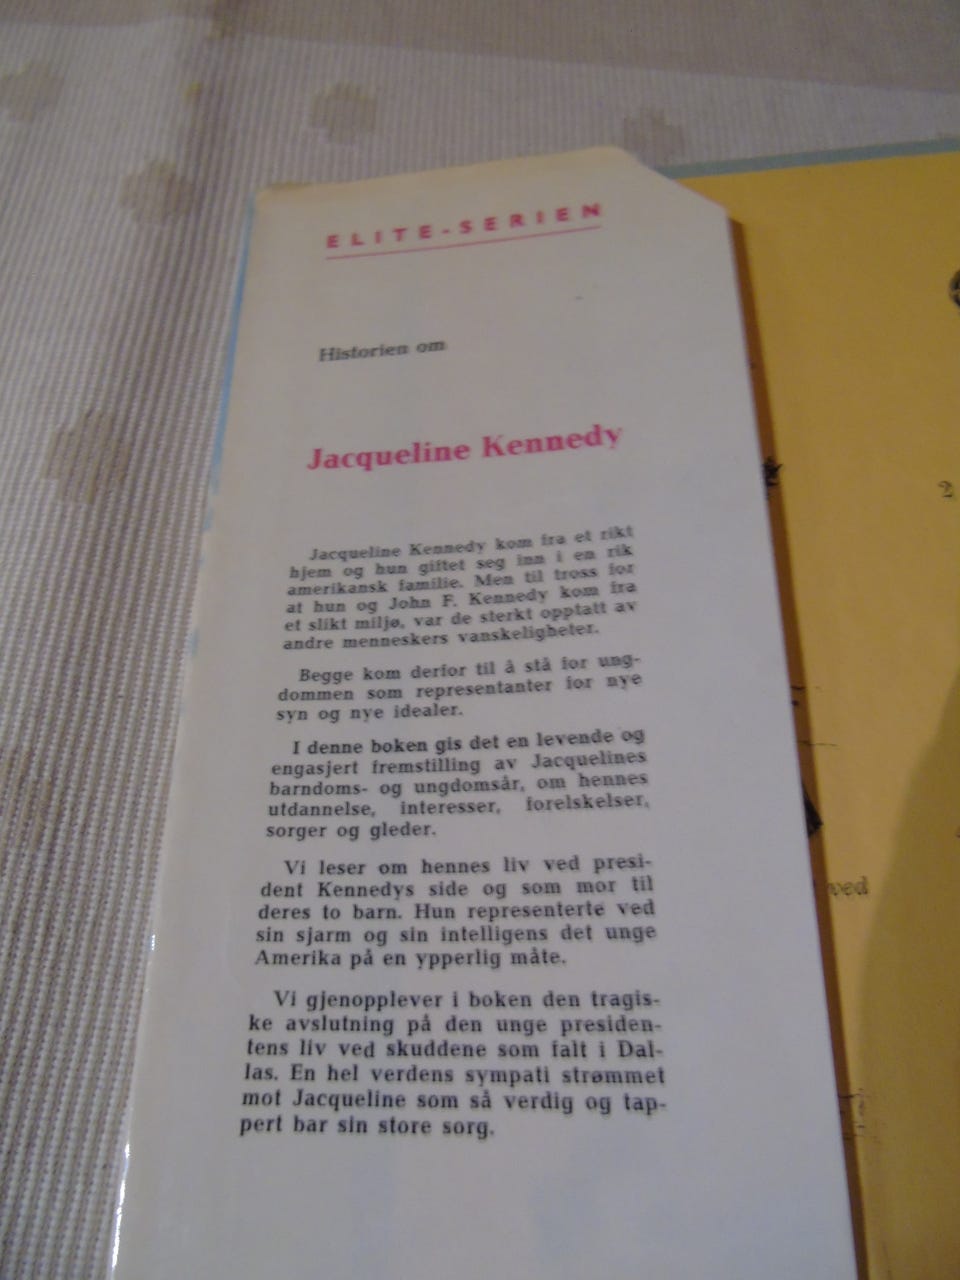 ELITE-SERIEN
Historien om
Jacqueline Kennedy
Jacqueline Kennedy kom fra et rikt
hjem og hun giftet seg inn i en rik
amerikansk familie. Men til tross for
at hun og John F. Kennedy kom fra
et slikt miljø, var de sterkt opptatt av
andre menneskers vanskeligheter.
Begge kom derfor til å stå for ung-
dommen som representanter for nye
syn og nye idealer.
I denne boken gis det en levende og
engasjert fremstilling av Jacquelines
barndoms- og ungdomsår, om hennes
utdannelse, interesser, forelskelser,
sorger og gleder.
Vi leser om hennes liv ved presi-
dent Kennedys side og som mor til
deres to barn. Hun representerte ved
sin sjarm og sin intelligens det unge
Amerika på en ypperlig måte.
Vi gjenopplever i boken den tragis-
ke avslutning på den unge presiden-
tens liv ved skuddene som falt i Dal-
las. En hel verdens sympati strømmet
mot Jacqueline som så verdig og tap-
pert bar sin store sorg.
2
ved